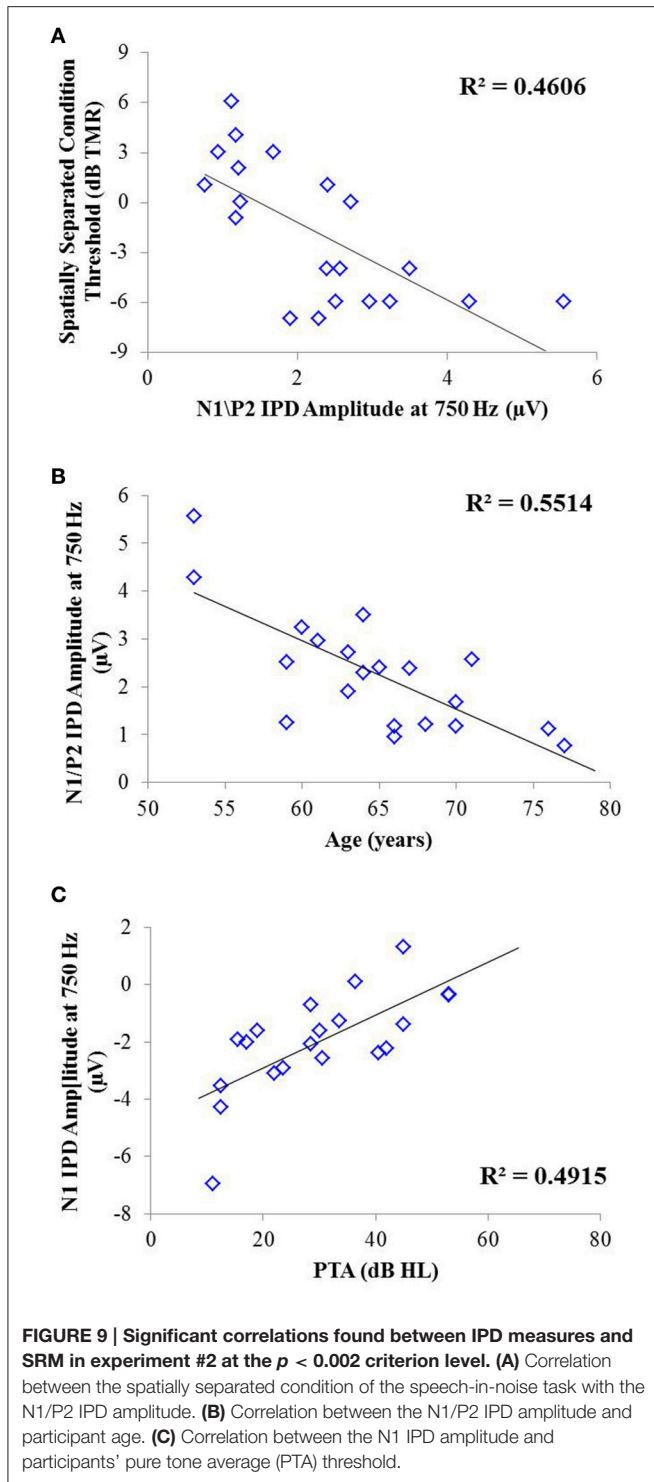 A
R² = 0.4606
Spatially Separated Condition
Threshold (dB TMR)
9
6
3
0
-3
-6
-9
0
2
4
6
N1\P2 IPD Amplitude at 750 Hz (µV)
B
R² = 0.5514
N1/P2 IPD Amplitude at 750 Hz
(µV)
6
5
4
3
2
1
0
50
55
60
65
70
75
80
Age (years)
C
N1 IPD Amp[litude at 750 Hz
(µV)
2
0
-2
-4
-6
-8
R² = 0.4915
0
20
40
60
80
PTA (dB HL)
FIGURE 9 | Significant correlations found between IPD measures and
SRM in experiment #2 at the p < 0.002 criterion level. (A) Correlation
between the spatially separated condition of the speech-in-noise task with the
N1/P2 IPD amplitude. (B) Correlation between the N1/P2 IPD amplitude and
participant age. (C) Correlation between the N1 IPD amplitude and
participants' pure tone average (PTA) threshold.